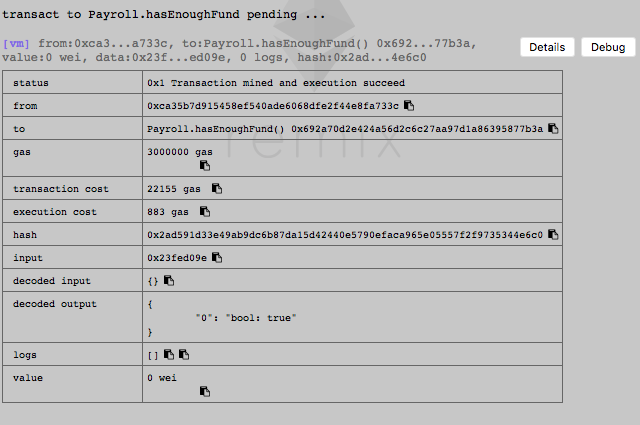 transact to Payroll.hasEnoughFund pending ...
[vm] from:0xca3...a733c, to:Payroll.hasEnoughFund() 0x692...77b3a,
value:0 wei, data:0x23f...ed09e, 0 logs, hash:0x2ad...4e6c0
Details Debug
status 0x1 Transaction mined and execution succeed
from 0xca35b7d915458ef540ade6068dfe2f44e8fa733c
to Payroll.hasEnoughFund() 0x692a70d2e424a56d2c6c27aa97d1a86395877b3a
gas 3000000 gas
remix
transaction cost 22155 gas
execution cost 883 gas
hash 0x2ad591d33e49ab9dc6b87da15d42440e5790efaca965e05557f2f9735344e6c0
input 0x23fed09e
decoded input {}
decoded output {
"0": "bool: true"
}
logs []
value 0 wei